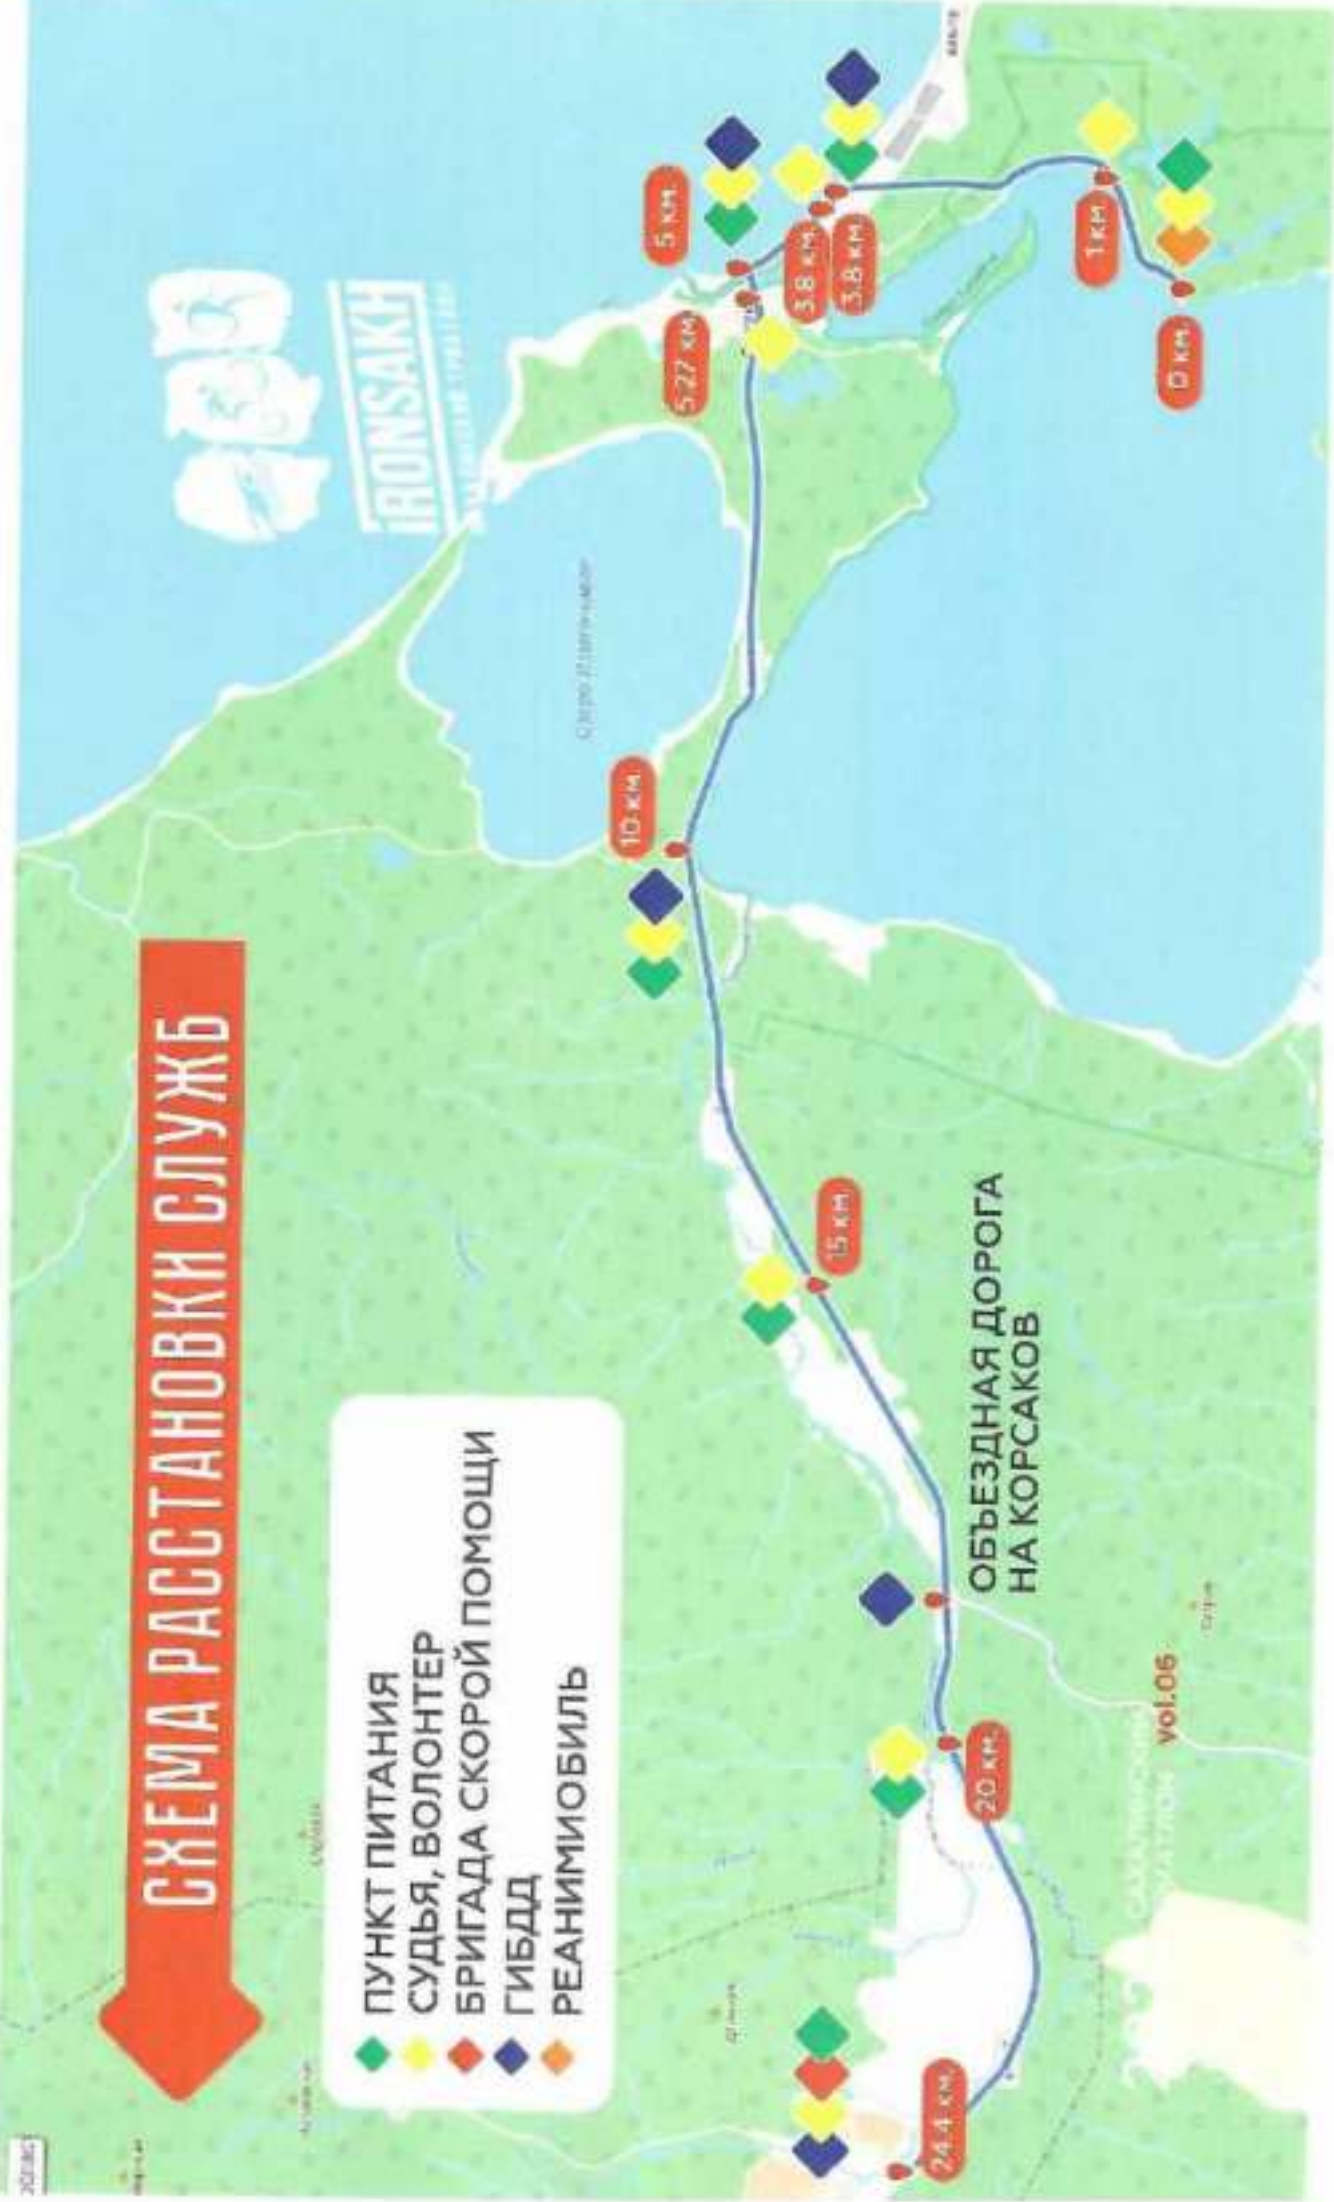 СХЕМА РАССТАНОВКИ СЛУЖБ
ПУНКТ ПИТАНИЯ
СУДЬЯ, ВОЛОНТЕР
БРИГАДА СКОРОЙ ПОМОЩИ
ГИБДД
РЕАНИМИОБИЛЬ
IRONSAKH
24.4 КМ.
20 КМ.
ОБЪЕЗДНАЯ ДОРОГА
НА КОРСАКОВ
15 КМ.
10 КМ.
5.27 КМ
5 КМ.
3.8 КМ.
3.8 КМ.
1 КМ.
0 КМ.
vol.06